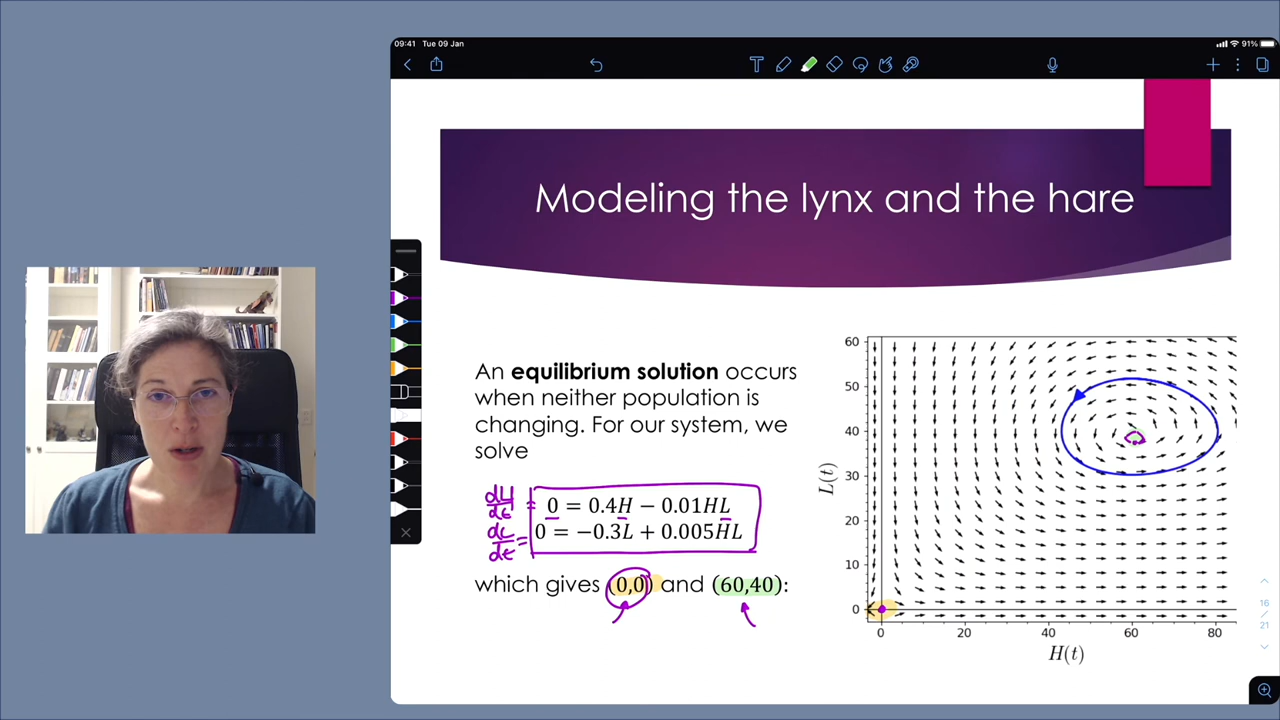 09:41 Tue 09 Jan
91%
Modeling the lynx and the hare
An equilibrium solution occurs
when neither population is
changing. For our system, we
solve
dH/dt = 0 = 0.4H − 0.01HL
dL/dt = 0 = −0.3L + 0.005HL
which gives (0,0) and (60,40):
L(t)
60
50
40
30
20
10
0
0 20 40 60 80
H(t)
16
/
21